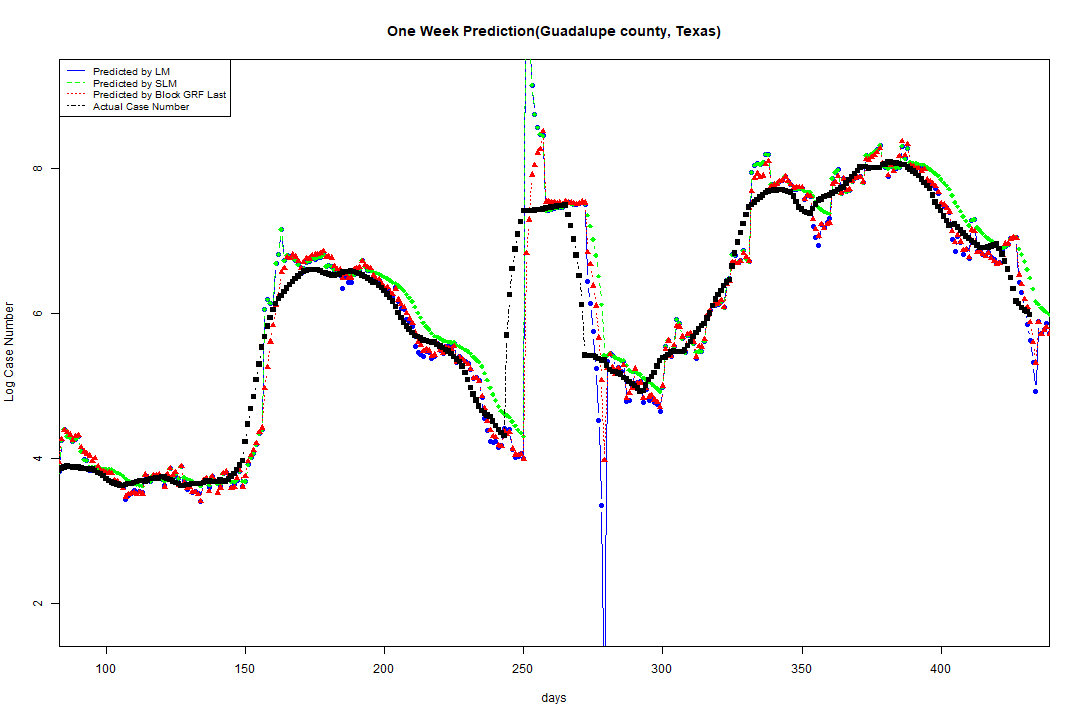 One Week Prediction(Guadalupe county, Texas)
Predicted by LM
Predicted by SLM
Predicted by Block GRF Last
Actual Case Number
8
6
4
2
Log Case Number
100 150 200 250 300 350 400
days